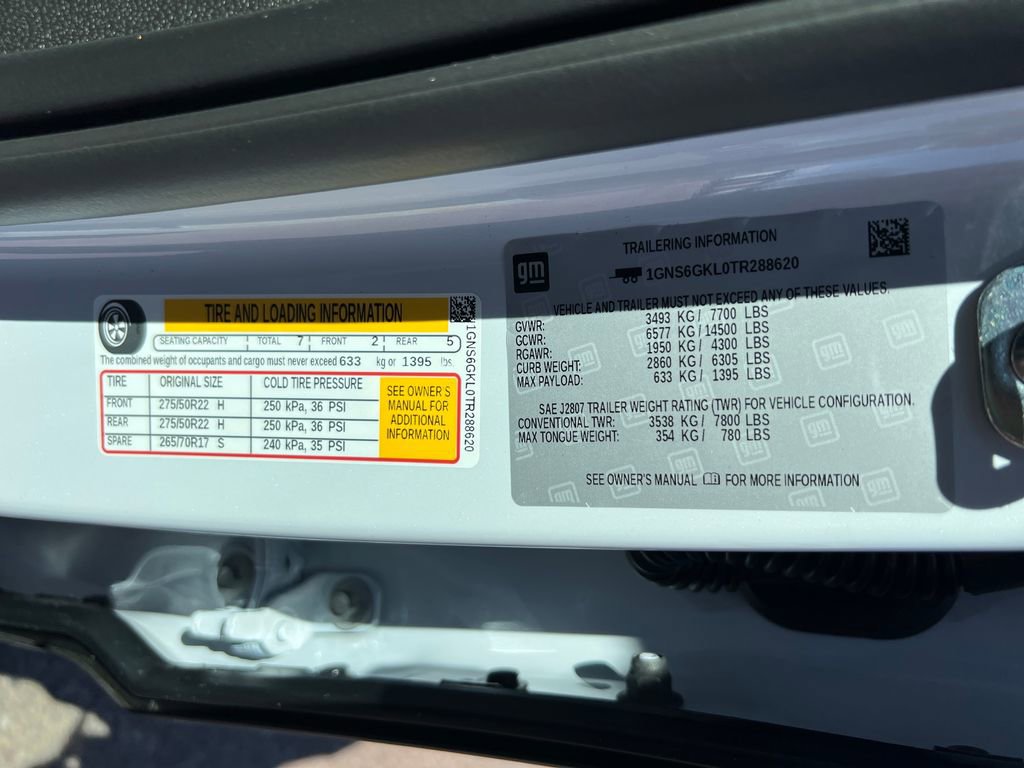 TIRE AND LOADING INFORMATION
SEATING CAPACITY TOTAL 7 FRONT 2 REAR 5
The combined weight of occupants and cargo must never exceed 633 kg or 1395 lbs.
TIRE ORIGINAL SIZE COLD TIRE PRESSURE
FRONT 275/50R22 H 250 kPa, 36 PSI
REAR 275/50R22 H 250 kPa, 36 PSI
SPARE 265/70R17 S 240 kPa, 35 PSI
SEE OWNER'S
MANUAL FOR
ADDITIONAL
INFORMATION
1GNS6GKL0TR288620
gm
TRAILERING INFORMATION
1GNS6GKL0TR288620
VEHICLE AND TRAILER MUST NOT EXCEED ANY OF THESE VALUES.
GVWR: 3493 KG / 7700 LBS
GCWR: 6577 KG / 14500 LBS
RGAWR: 1950 KG / 4300 LBS
CURB WEIGHT: 2860 KG / 6305 LBS
MAX PAYLOAD: 633 KG / 1395 LBS
SAE J2807 TRAILER WEIGHT RATING (TWR) FOR VEHICLE CONFIGURATION.
CONVENTIONAL TWR: 3538 KG / 7800 LBS
MAX TONGUE WEIGHT: 354 KG / 780 LBS
SEE OWNER'S MANUAL FOR MORE INFORMATION